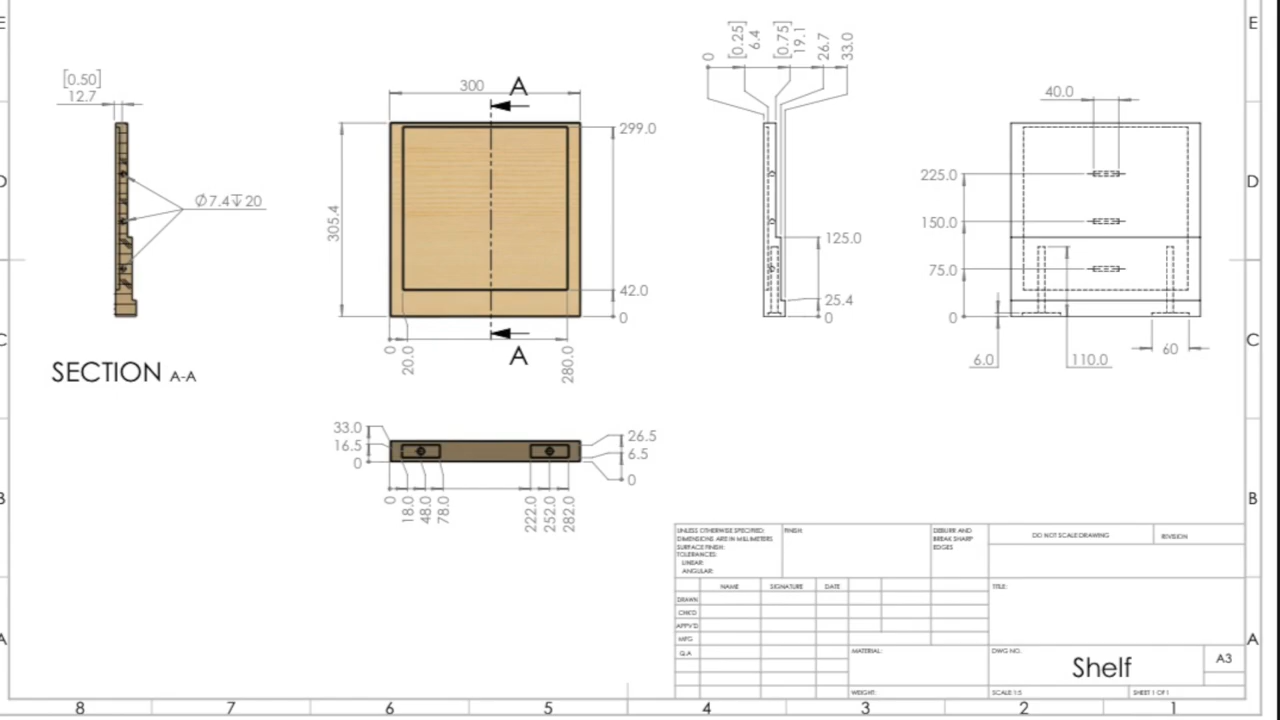 E
E
D
D
C
C
B
B
A
A
[0.50]
12.7
⌀7.4↧20
SECTION A-A
300
A
299.0
305.4
42.0
0
A
0
20.0
280.0
33.0
16.5
0
26.5
6.5
0
0
18.0
48.0
78.0
222.0
252.0
282.0
0
[0.25]
6.4
[0.75]
19.1
26.7
33.0
125.0
25.4
0
40.0
225.0
150.0
75.0
0
6.0
110.0
60
UNLESS OTHERWISE SPECIFIED:
DIMENSIONS ARE IN MILLIMETERS
SURFACE FINISH:
TOLERANCES:
LINEAR:
ANGULAR:
FINISH:
DEBURR AND
BREAK SHARP
EDGES
DO NOT SCALE DRAWING
REVISION
NAME
SIGNATURE
DATE
TITLE:
DRAWN
CHK'D
APPV'D
MFG
Q.A
MATERIAL:
DWG NO.
Shelf
A3
WEIGHT:
SCALE 1:5
SHEET 1 OF 1
8
7
6
5
4
3
2
1